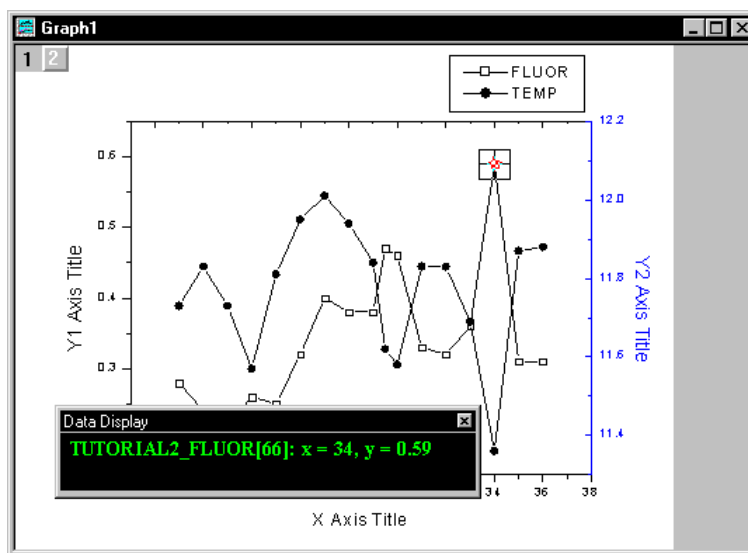 Graph1
1 2
FLUOR
TEMP
12.2
0.6
12.0
0.5
11.8
Y1 Axis Title
Y2 Axis Title
0.4
11.6
0.3
Data Display
TUTORIAL2_FLUOR[66]: x = 34, y = 0.59
11.4
34 36 38
X Axis Title